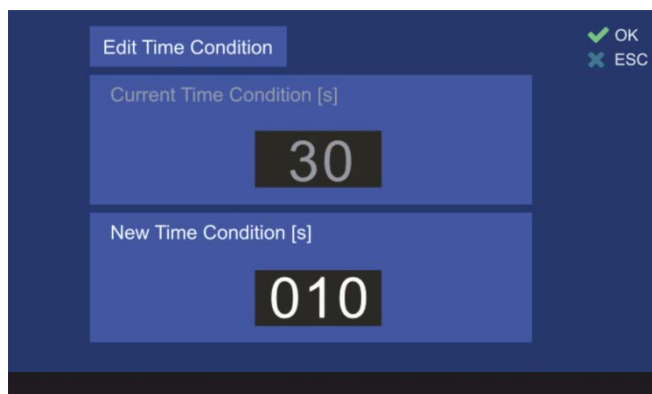 Edit Time Condition
OK
ESC
Current Time Condition [s]
30
New Time Condition [s]
010